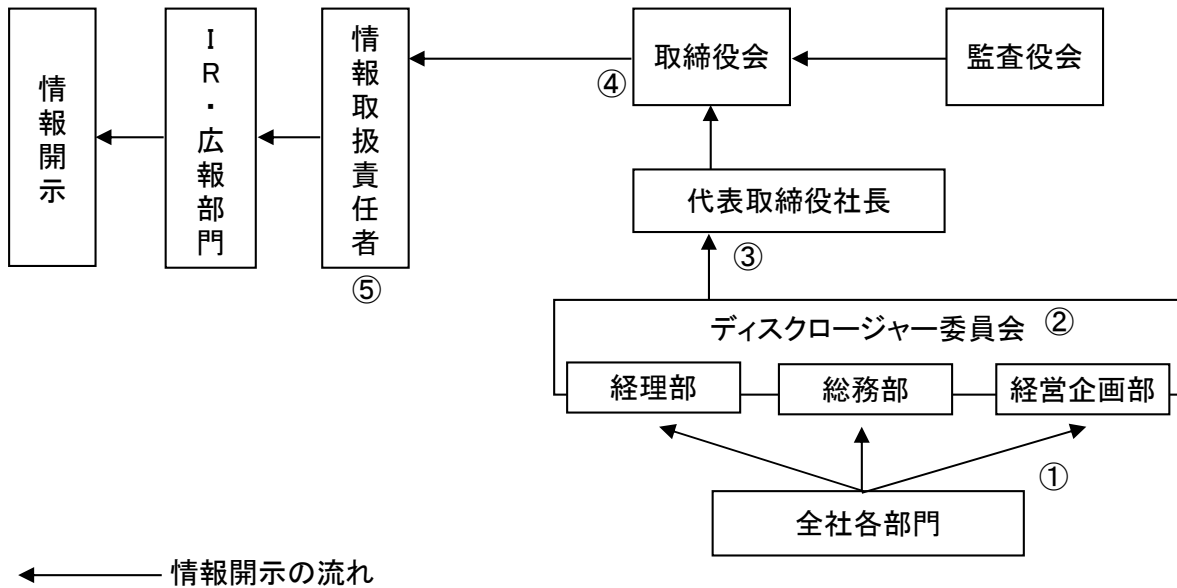 情報開示
IR・広報部門
情報取扱責任者
⑤
④
取締役会
監査役会
代表取締役社長
③
ディスクロージャー委員会 ②
経理部
総務部
経営企画部
①
全社各部門
情報開示の流れ